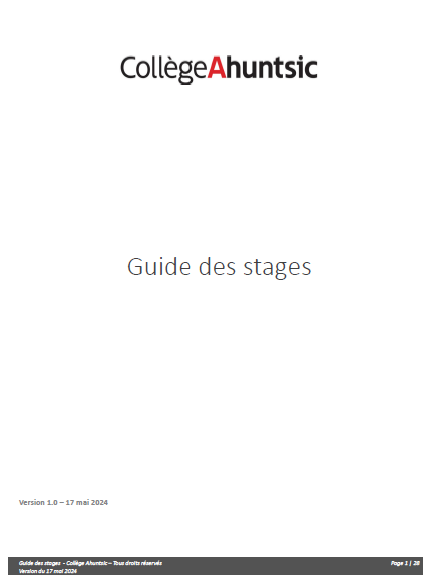 CollègeAhuntsic
Guide des stages
Version 1.0 – 17 mai 2024
Guide des stages - Collège Ahuntsic – Tous droits réservés
Page 1 | 28
Version du 17 mai 2024